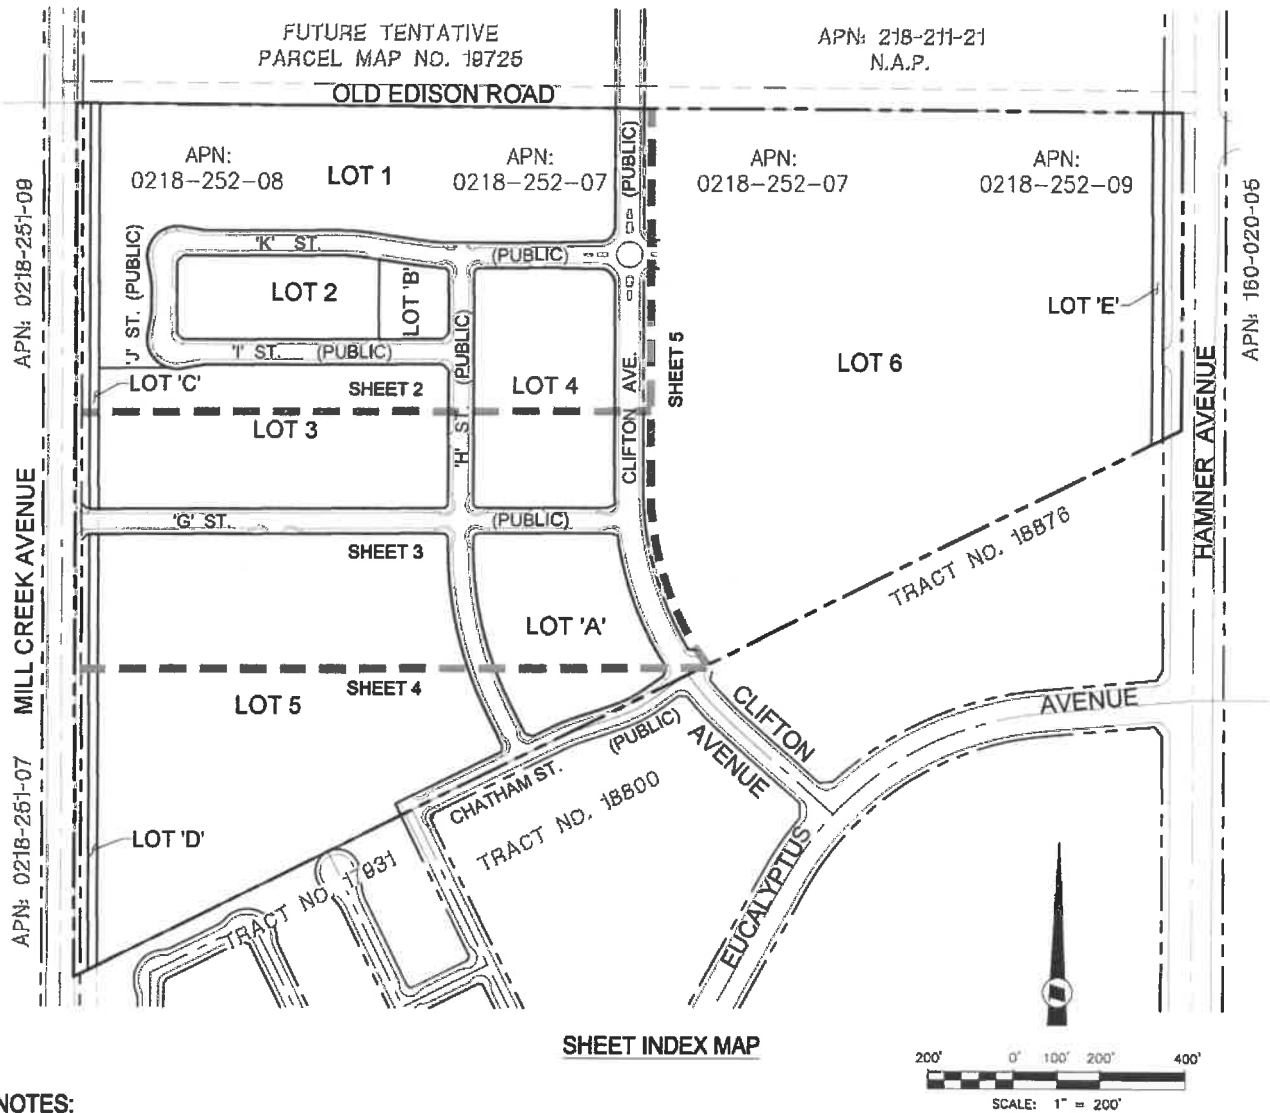 FUTURE TENTATIVE
PARCEL MAP NO. 19725
APN: 218-211-21
N.A.P.
OLD EDISON ROAD
(PUBLIC)
APN:
0218-252-08
LOT 1
APN:
0218-252-07
APN:
0218-252-07
APN:
0218-252-09
APN: 0218-251-09
APN: 160-020-05
'J' ST. (PUBLIC)
'K' ST.
(PUBLIC)
LOT 2
LOT 'B'
LOT 'E'
'I' ST.
(PUBLIC)
(PUBLIC)
LOT 'C'
SHEET 2
LOT 4
CLIFTON AVE.
SHEET 5
LOT 6
LOT 3
'H' ST.
HAMNER AVENUE
MILL CREEK AVENUE
'G' ST.
(PUBLIC)
SHEET 3
TRACT NO. 18876
LOT 'A'
SHEET 4
LOT 5
CLIFTON
AVENUE
AVENUE
(PUBLIC)
CHATHAM ST.
TRACT NO. 18800
APN: 0218-251-07
LOT 'D'
TRACT NO. 17931
EUCALYPTUS
SHEET INDEX MAP
200' 0' 100' 200' 400'
SCALE: 1" = 200'
NOTES: